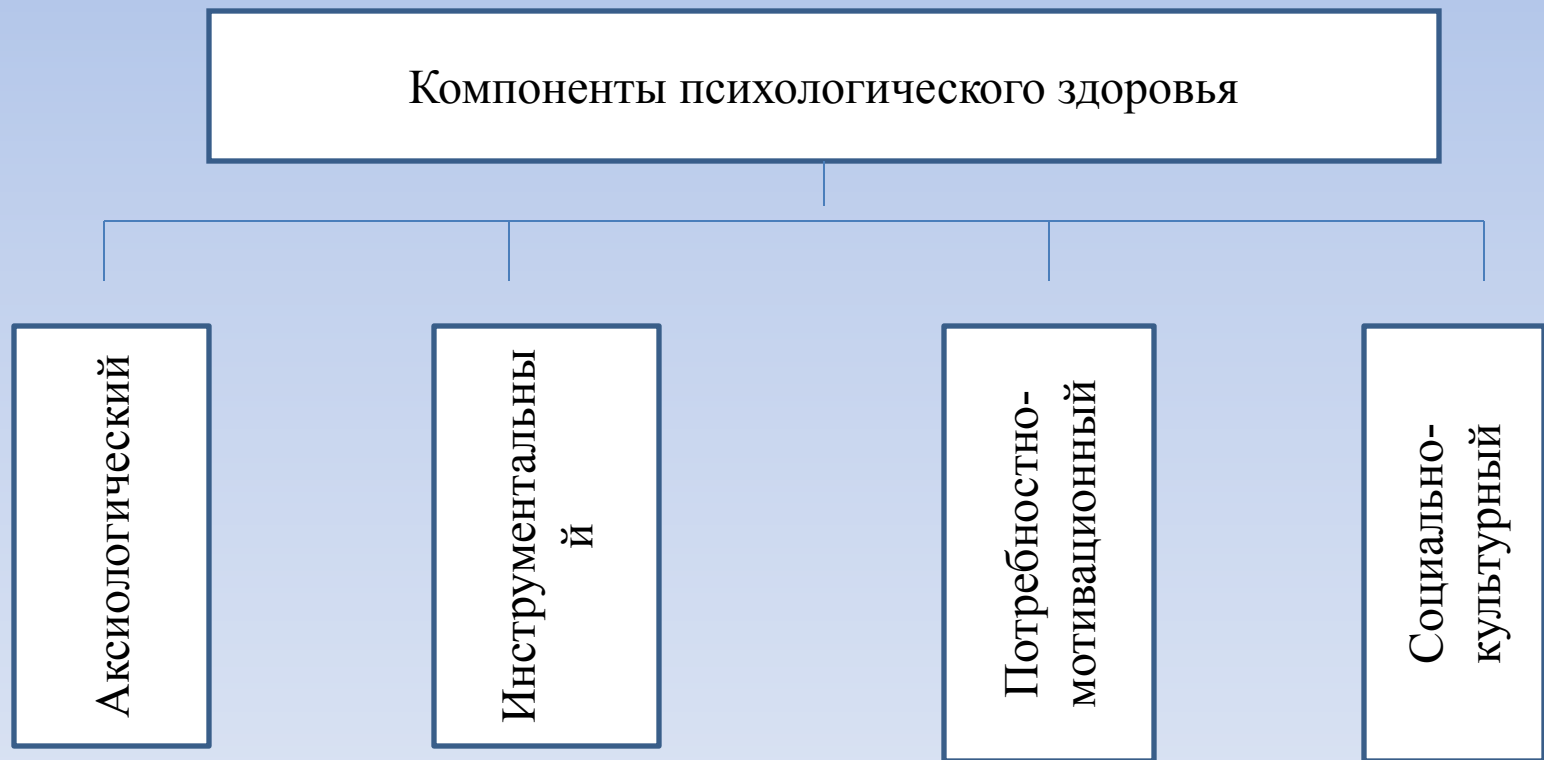 Компоненты психологического здоровья
Аксиологический
Инструментальны
й
Потребностно-
мотивационный
Социально-
культурный